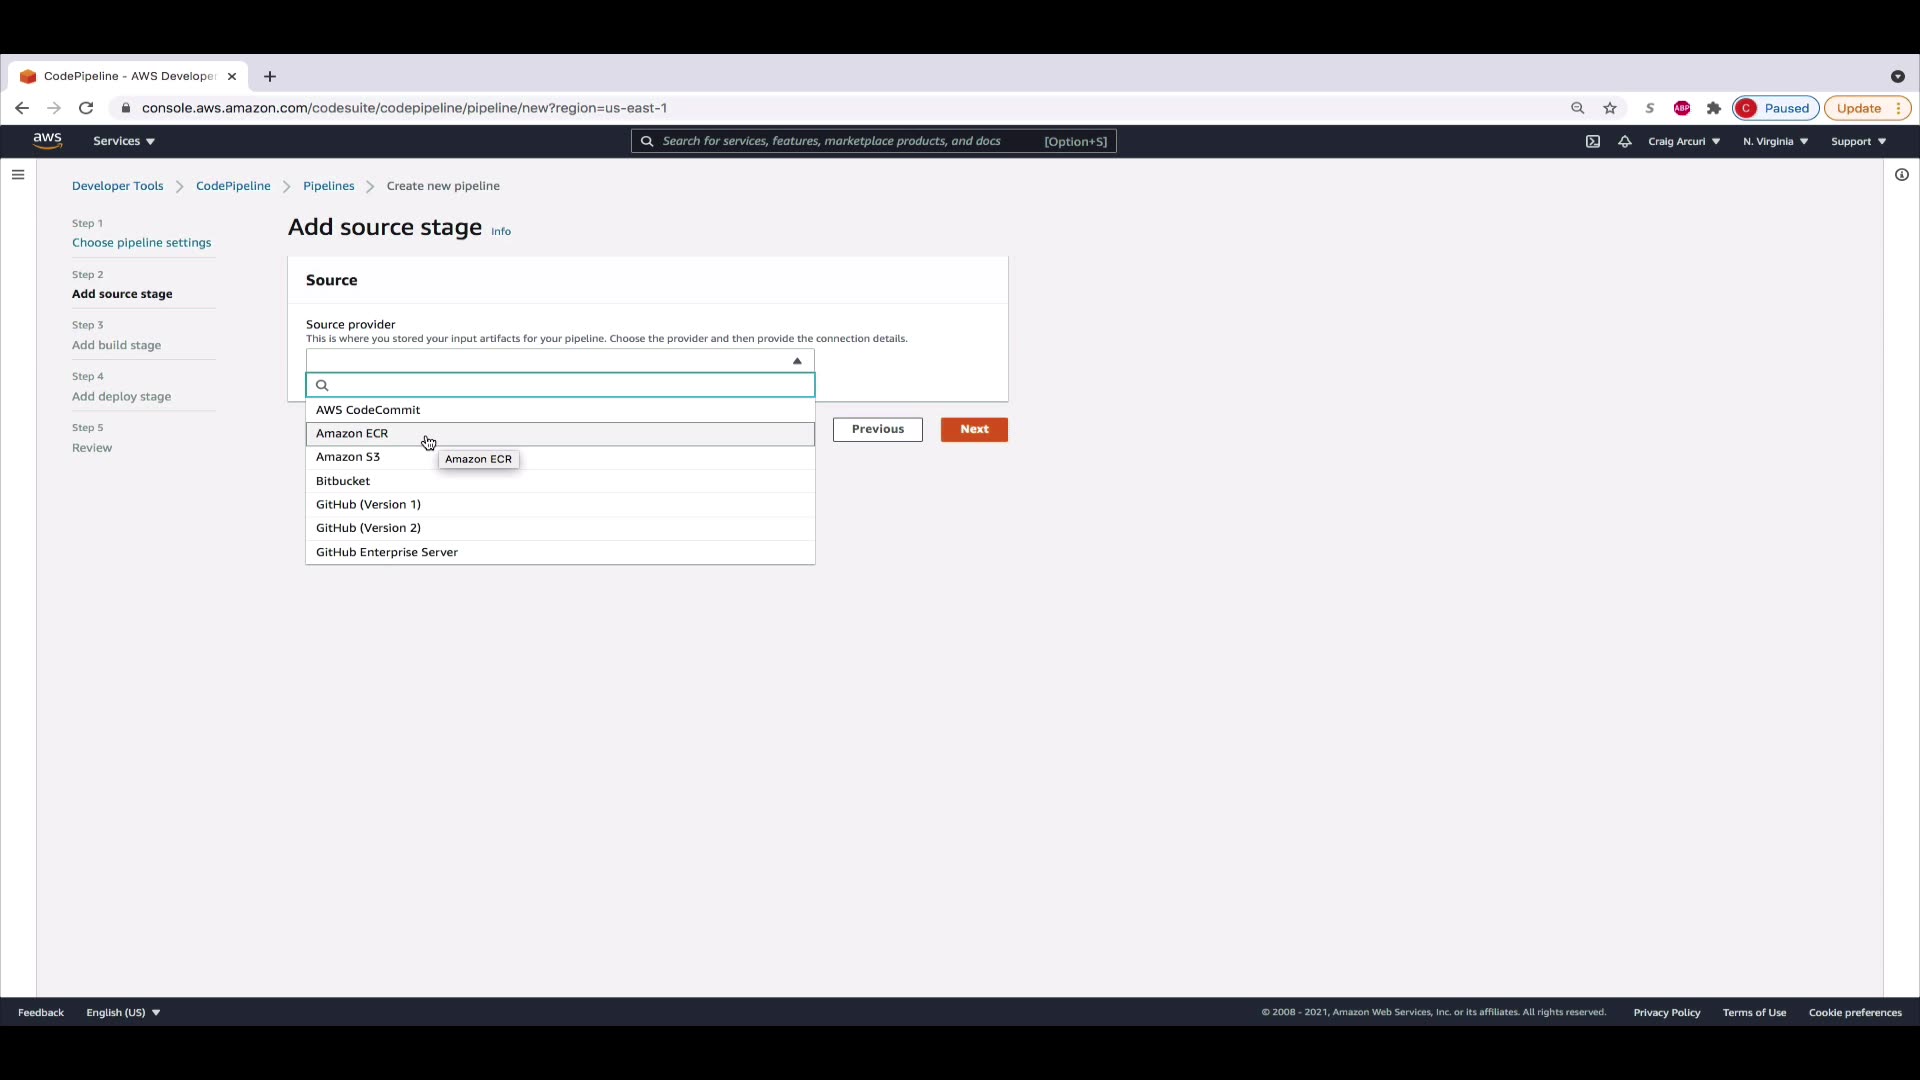 CodePipeline - AWS Develope
console.aws.amazon.com/codesuite/codepipeline/pipeline/new?region=us-east-1
S
ABP
C
Paused
Update
aws
Services
Search for services, features, marketplace products, and docs
[Option+S]
Craig Arcuri
N. Virginia
Support
Developer Tools
CodePipeline
Pipelines
Create new pipeline
Step 1
Choose pipeline settings
Step 2
Add source stage
Step 3
Add build stage
Step 4
Add deploy stage
Step 5
Review
Add source stage Info
Source
Source provider
This is where you stored your input artifacts for your pipeline. Choose the provider and then provide the connection details.
AWS CodeCommit
Amazon ECR
Amazon S3
Amazon ECR
Bitbucket
GitHub (Version 1)
GitHub (Version 2)
GitHub Enterprise Server
Previous
Next
Feedback
English (US)
© 2008 - 2021, Amazon Web Services, Inc. or its affiliates. All rights reserved.
Privacy Policy
Terms of Use
Cookie preferences